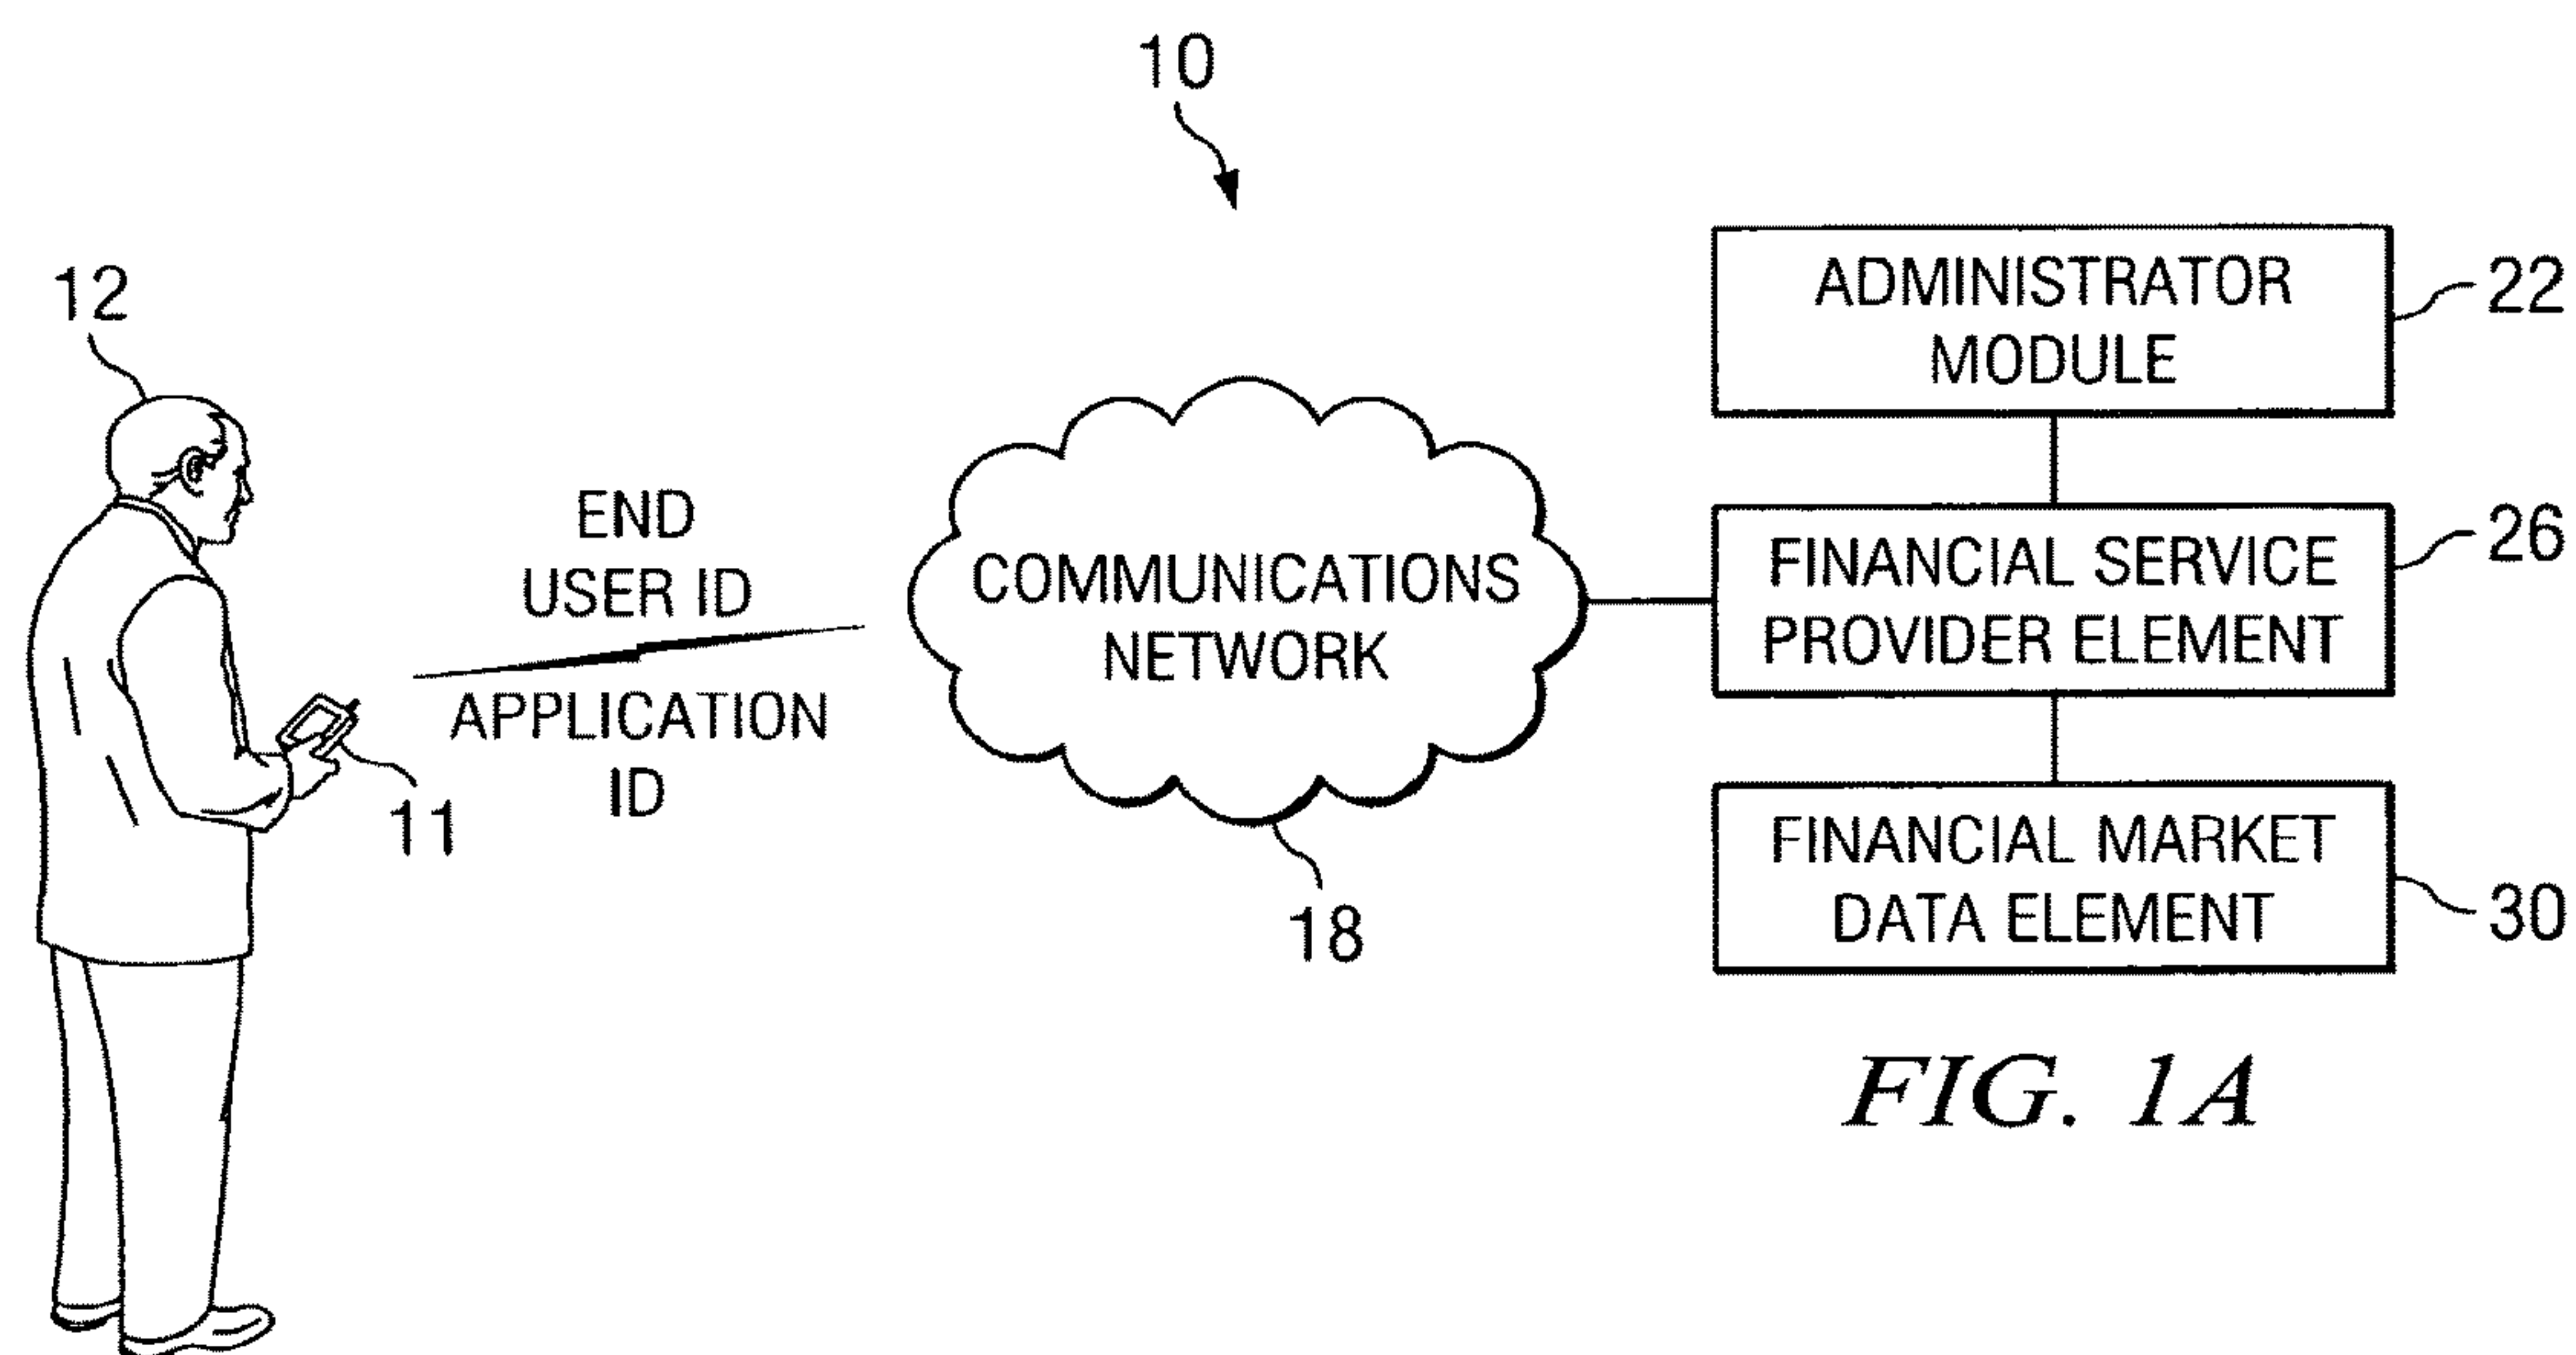 10
12
END
USER ID
APPLICATION
ID
11
COMMUNICATIONS
NETWORK
18
ADMINISTRATOR
MODULE
22
FINANCIAL SERVICE
PROVIDER ELEMENT
26
FINANCIAL MARKET
DATA ELEMENT
30
FIG. 1A